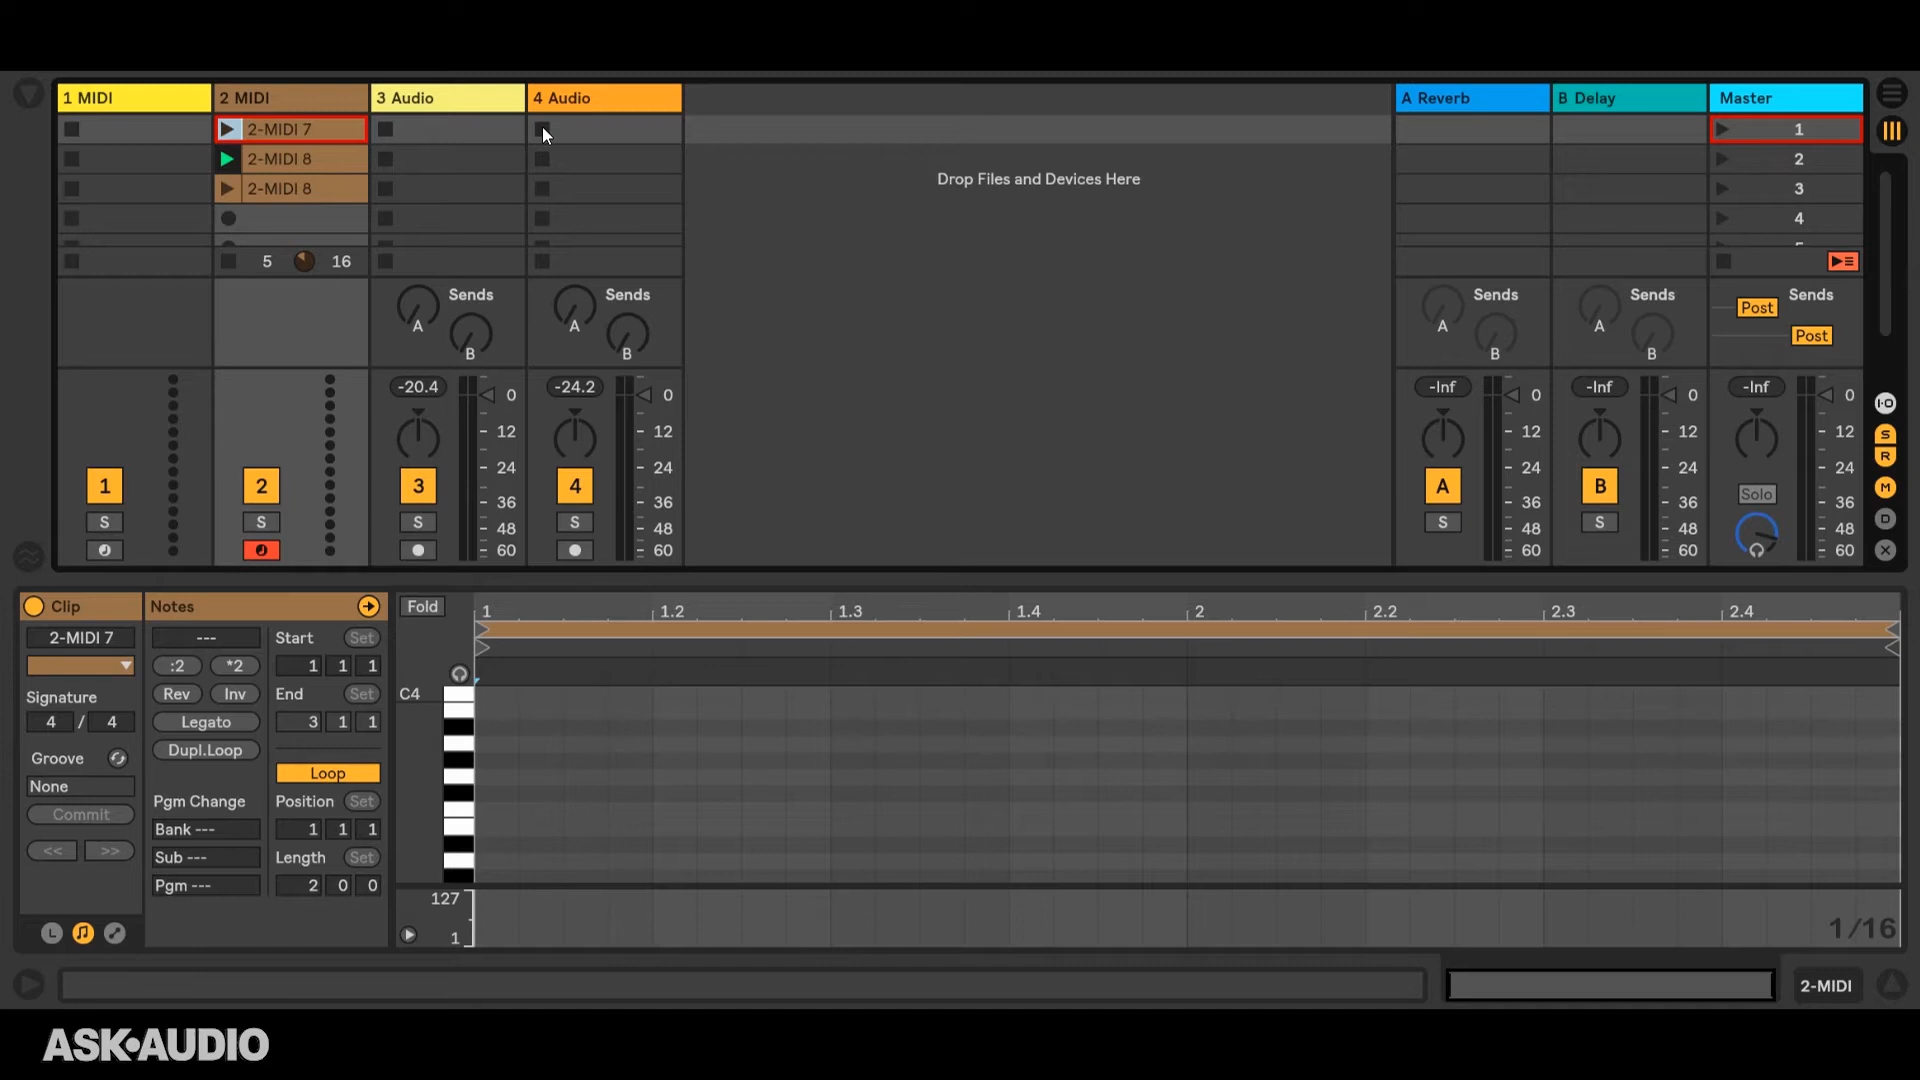 1 MIDI 2 MIDI 3 Audio 4 Audio A Reverb B Delay Master
2-MIDI 7 1
2-MIDI 8 2
Drop Files and Devices Here
2-MIDI 8 3
4
5 16
Sends Sends Sends Sends Sends
A A A A Post
B B B B Post
-20.4 0 -24.2 0 -Inf 0 -Inf 0 -Inf 0
12 12 12 12 12
24 24 24 24 24
1 2 3 4 A B
36 36 36 36 Solo 36
S S S S S S
48 48 48 48 48
60 60 60 60 60
I·O
S
R
M
D
Clip Notes Fold 1 1.2 1.3 1.4 2 2.2 2.3 2.4
2-MIDI 7 --- Start Set
:2 *2 1 1 1
Signature Rev Inv End Set C4
4 / 4 Legato 3 1 1
Groove Dupl.Loop
None Loop
Commit Pgm Change Position Set
Bank --- 1 1 1
<< >> Sub --- Length Set
Pgm --- 2 0 0
127
1
1/16
L
2-MIDI
ASK•AUDIO